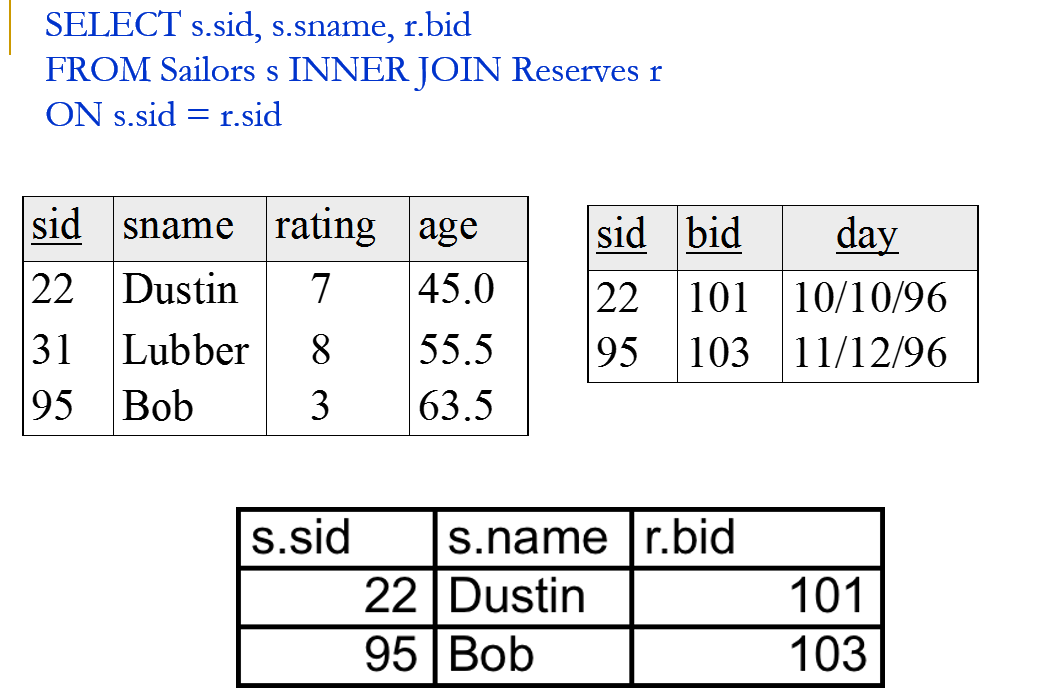 SELECT s.sid, s.sname, r.bid
FROM Sailors s INNER JOIN Reserves r
ON s.sid = r.sid
sid sname rating age
22 Dustin 7 45.0
31 Lubber 8 55.5
95 Bob 3 63.5
sid bid day
22 101 10/10/96
95 103 11/12/96
s.sid s.name r.bid
22 Dustin 101
95 Bob 103